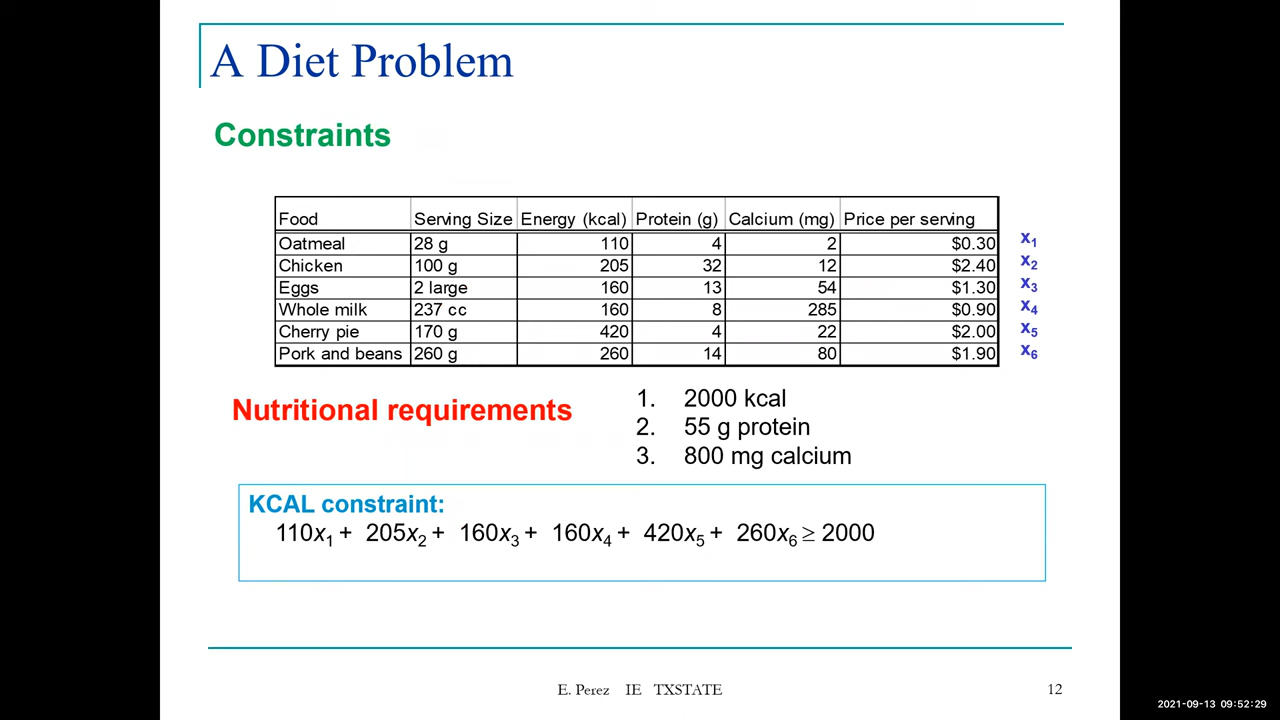 A Diet Problem
Constraints
Food Serving Size Energy (kcal) Protein (g) Calcium (mg) Price per serving
Oatmeal 28 g 110 4 2 $0.30 x₁
Chicken 100 g 205 32 12 $2.40 x₂
Eggs 2 large 160 13 54 $1.30 x₃
Whole milk 237 cc 160 8 285 $0.90 x₄
Cherry pie 170 g 420 4 22 $2.00 x₅
Pork and beans 260 g 260 14 80 $1.90 x₆
Nutritional requirements
1. 2000 kcal
2. 55 g protein
3. 800 mg calcium
KCAL constraint:
110x₁ + 205x₂ + 160x₃ + 160x₄ + 420x₅ + 260x₆ ≥ 2000
E. Perez IE TXSTATE
12
2021-09-13 09:52:29